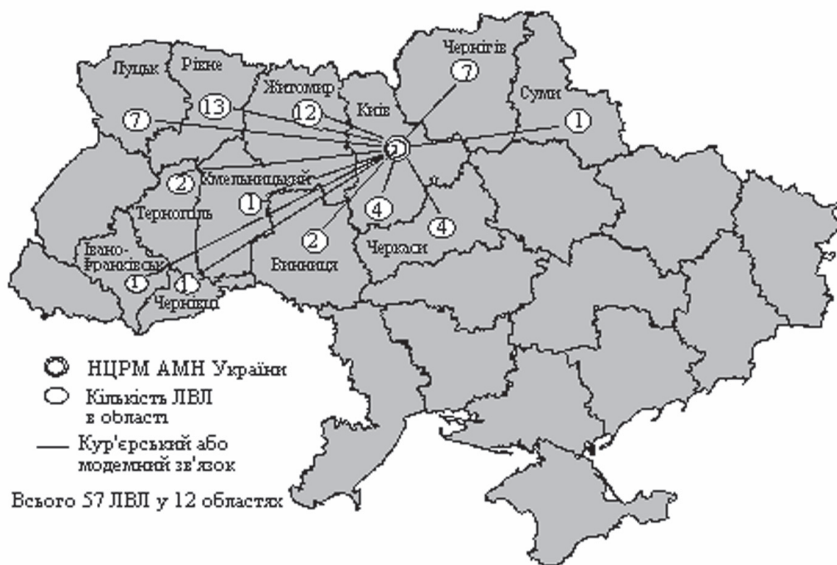 Чернігів
7
Луцьк
7
Рівне
13
Житомир
12
Київ
Суми
1
2
Тернопіль
Хмельницький
1
4
4
Черкаси
2
Винниця
Івано-
Франківськ
1
1
Чернівці
НЦРМ АМН України
Кількість ЛВЛ
в області
Кур'єрський або
модемний зв'язок
Всього 57 ЛВЛ у 12 областях